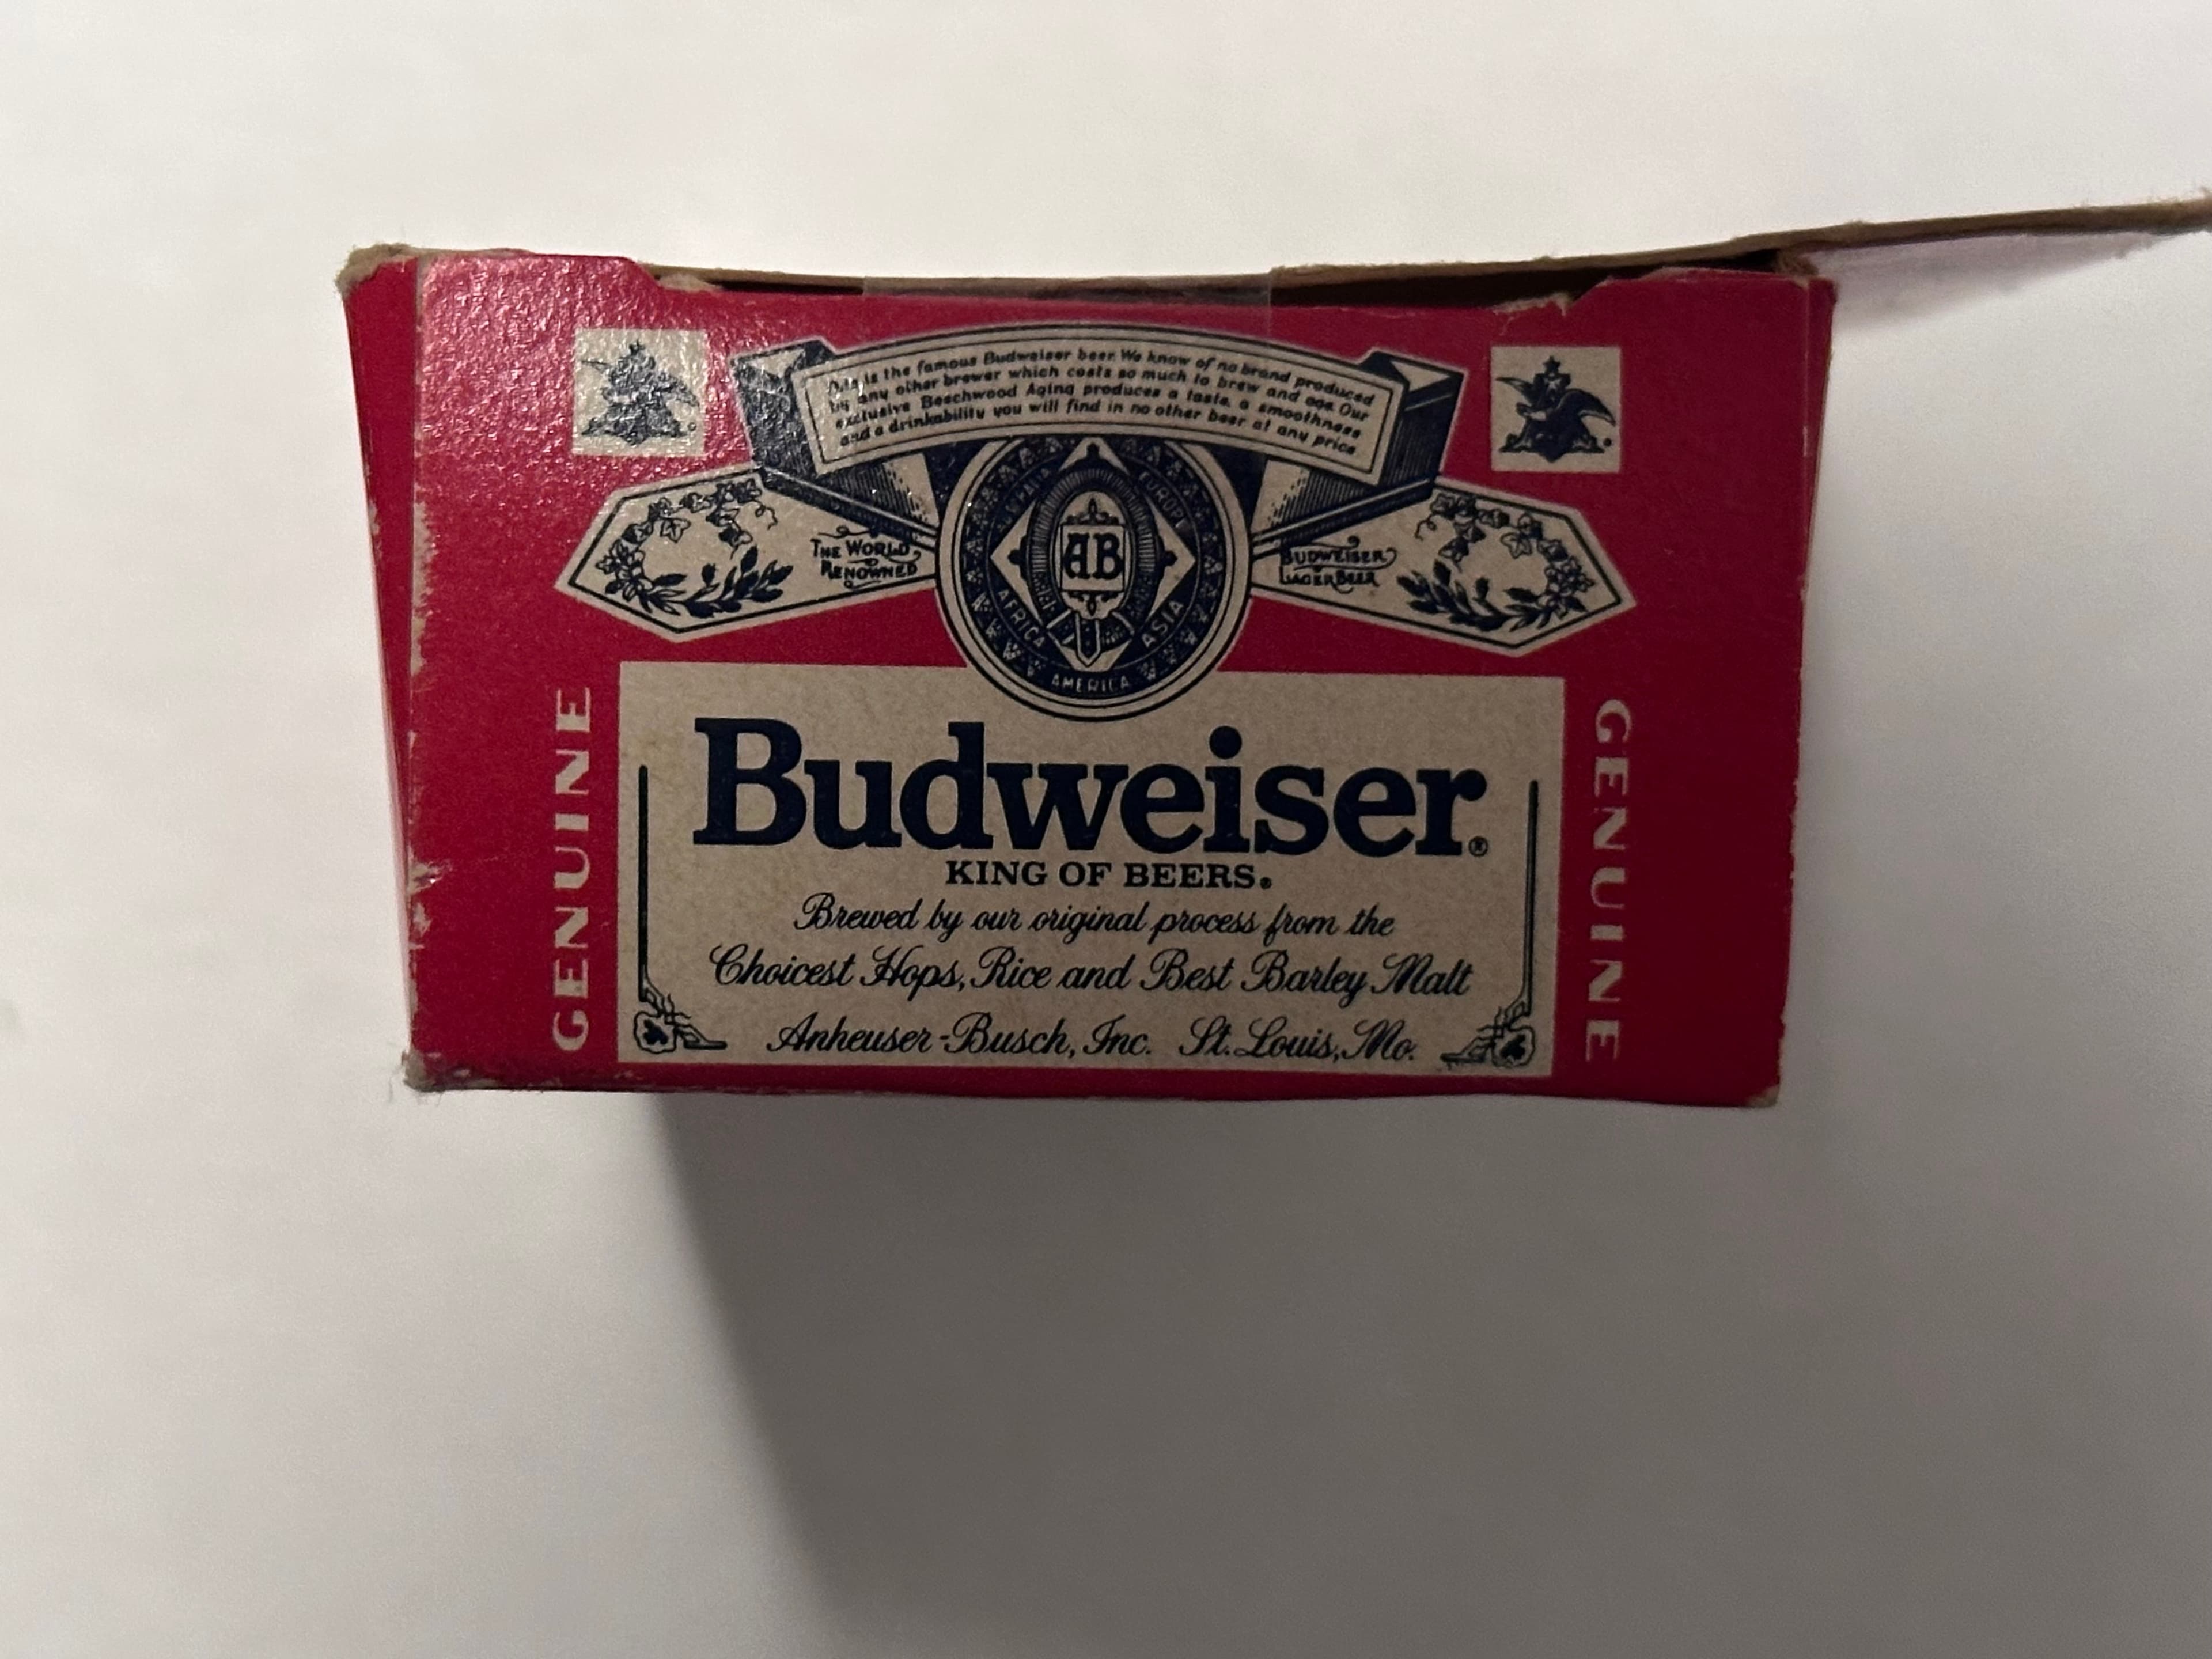 This is the famous Budweiser beer. We know of no brand produced
by any other brewer which costs so much to brew and age. Our
exclusive Beechwood Aging produces a taste, a smoothness
and a drinkability you will find in no other beer at any price
EUROPE
AB
AFRICA
ASIA
AMERICA
THE WORLD
RENOWNED
BUDWEISER
LAGER BEER
GENUINE
GENUINE
Budweiser®
KING OF BEERS®
Brewed by our original process from the
Choicest Hops, Rice and Best Barley Malt
Anheuser-Busch, Inc. St. Louis, Mo.